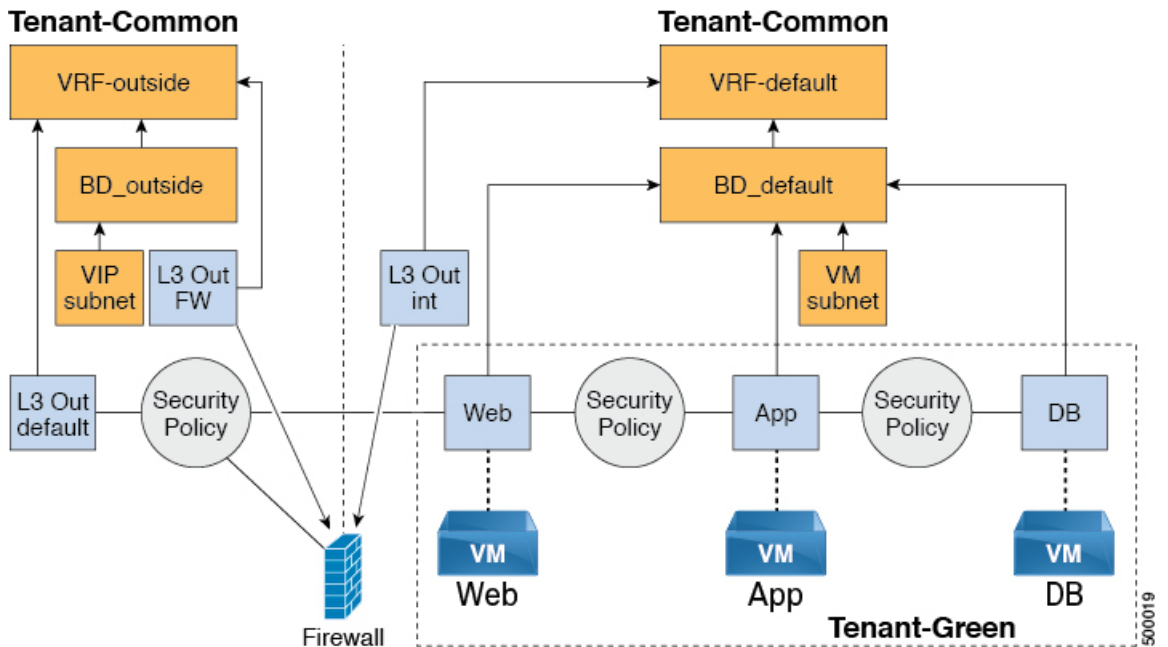 Tenant-Common
Tenant-Common
VRF-outside
VRF-default
BD_outside
BD_default
VIP
subnet
L3 Out
FW
L3 Out
int
VM
subnet
L3 Out
default
Security
Policy
Web
Security
Policy
App
Security
Policy
DB
VM
VM
VM
Web
App
DB
Firewall
Tenant-Green
500019